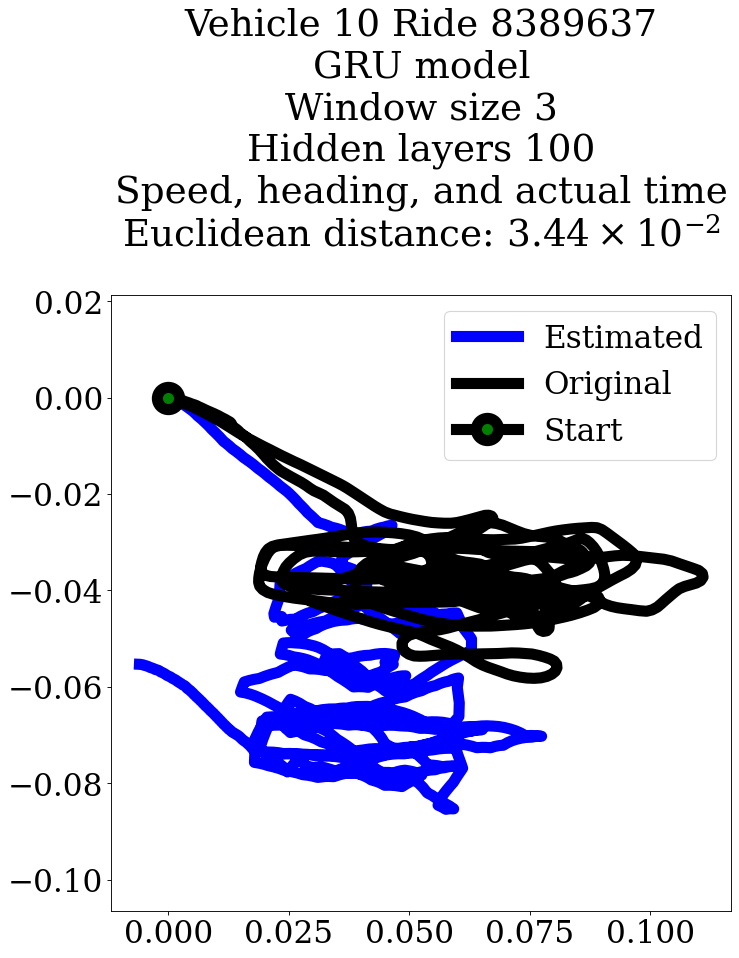 Vehicle 10 Ride 8389637
GRU model
Window size 3
Hidden layers 100
Speed, heading, and actual time
Euclidean distance: 3.44 × 10⁻²
Estimated
Original
Start
0.02
0.00
−0.02
−0.04
−0.06
−0.08
−0.10
0.000 0.025 0.050 0.075 0.100